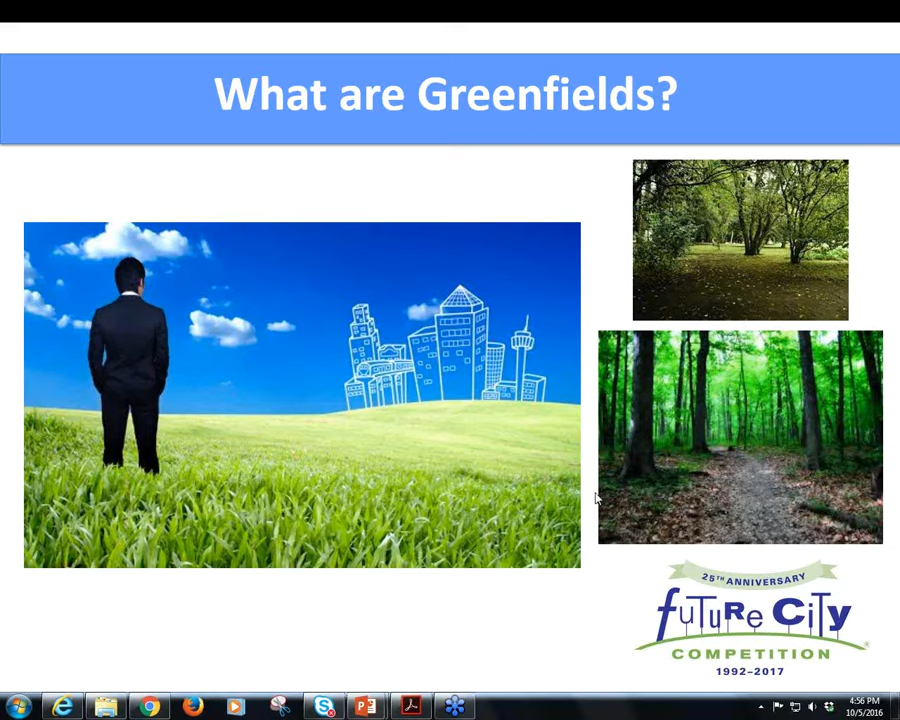 What are Greenfields?
25TH ANNIVERSARY
fuTuRe CiTy
COMPETITION
®
1992–2017
4:56 PM
10/5/2016